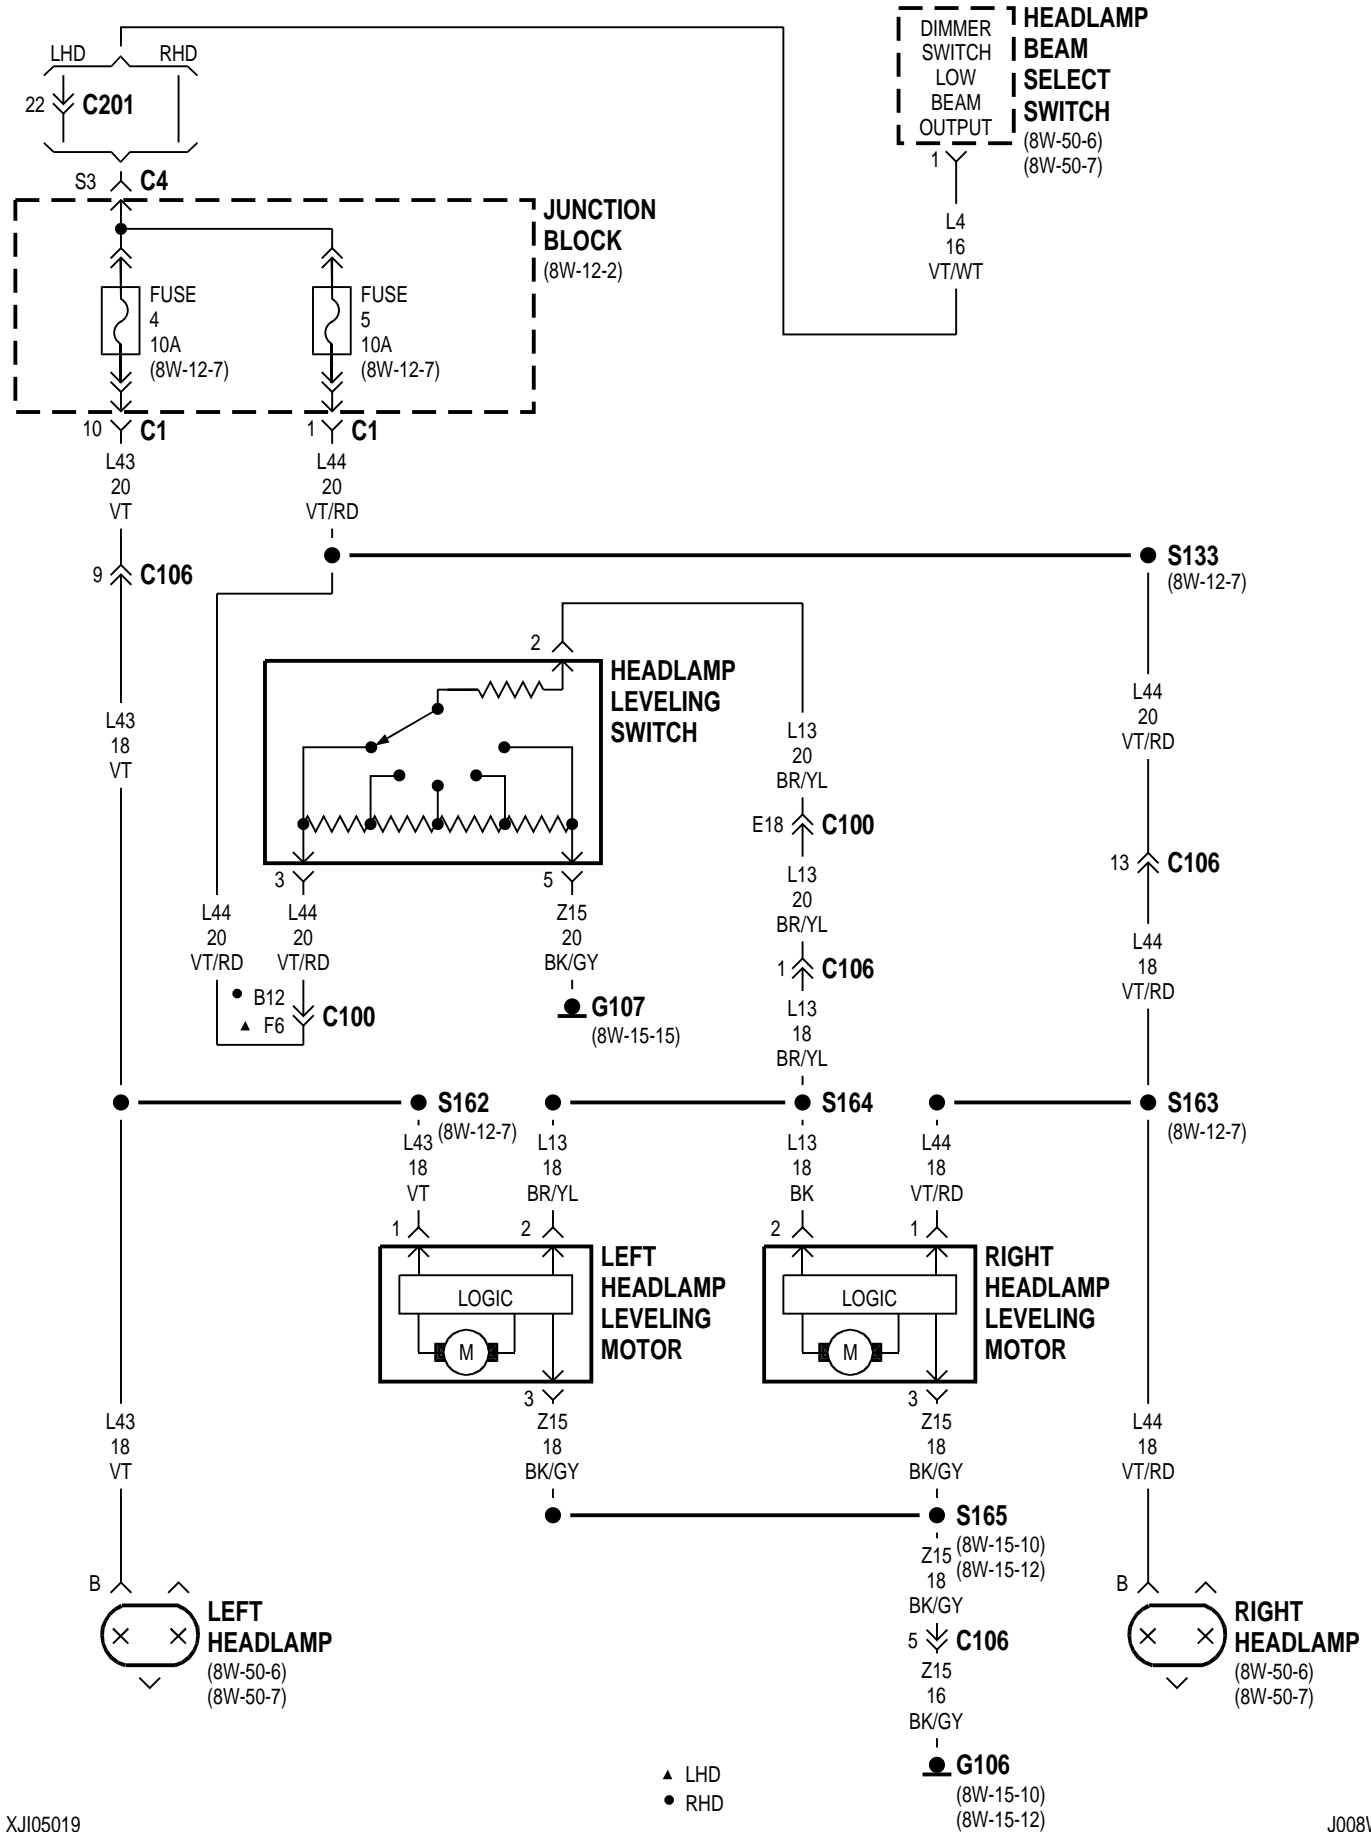 LHD
RHD
22
C201
S3
C4
DIMMER
SWITCH
LOW
BEAM
OUTPUT
HEADLAMP
BEAM
SELECT
SWITCH
(8W-50-6)
(8W-50-7)
1
L4
16
VT/WT
JUNCTION
BLOCK
(8W-12-2)
FUSE
4
10A
(8W-12-7)
FUSE
5
10A
(8W-12-7)
10
C1
1
C1
L43
20
VT
L44
20
VT/RD
9
C106
S133
(8W-12-7)
2
HEADLAMP
LEVELING
SWITCH
L43
18
VT
L13
20
BR/YL
L44
20
VT/RD
E18
C100
13
C106
3
5
L44
20
VT/RD
L44
20
VT/RD
Z15
20
BK/GY
L13
20
BR/YL
L44
18
VT/RD
1
C106
B12
F6
C100
G107
(8W-15-15)
L13
18
BR/YL
S162
(8W-12-7)
S164
S163
(8W-12-7)
L43
18
VT
L13
18
BR/YL
L13
18
BK
L44
18
VT/RD
1
2
2
1
LEFT
HEADLAMP
LEVELING
MOTOR
LOGIC
M
RIGHT
HEADLAMP
LEVELING
MOTOR
LOGIC
M
3
3
L43
18
VT
Z15
18
BK/GY
Z15
18
BK/GY
L44
18
VT/RD
S165
(8W-15-10)
(8W-15-12)
Z15
18
BK/GY
B
B
LEFT
HEADLAMP
(8W-50-6)
(8W-50-7)
5
C106
Z15
16
BK/GY
RIGHT
HEADLAMP
(8W-50-6)
(8W-50-7)
G106
(8W-15-10)
(8W-15-12)
▲ LHD
● RHD
XJI05019